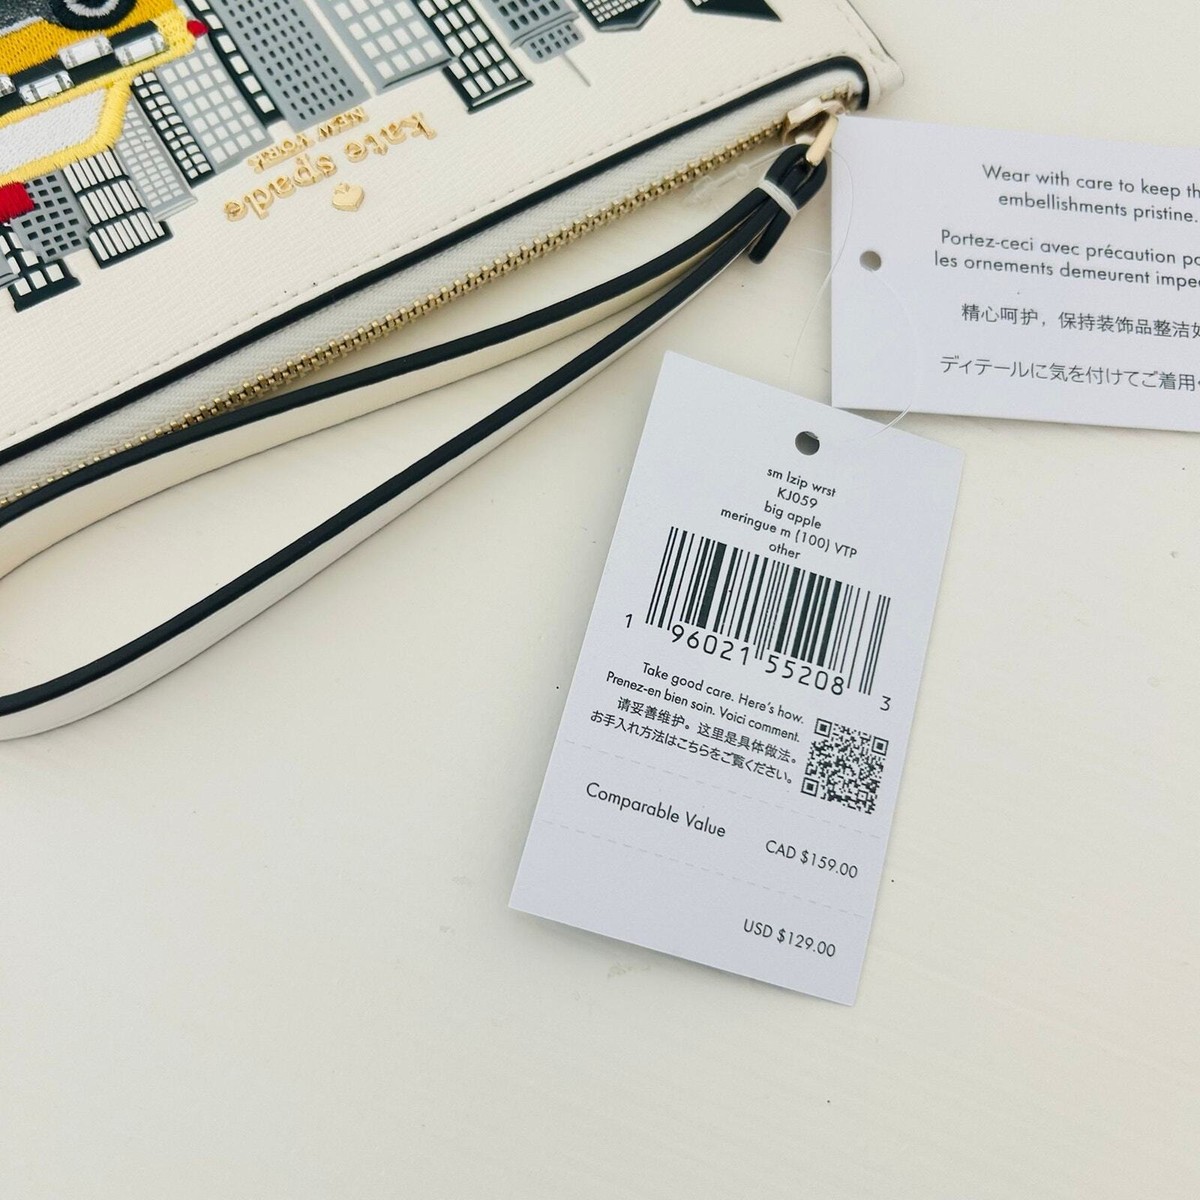 kate spade
NEW YORK
Wear with care to keep
embellishments pristine.
Portez-ceci avec précaution
les ornements demeurent
精心呵护，保持装饰品整洁
ディテールに気を付けてご着用
sm lzip wrst
KJ059
big apple
meringue m (100) VTP
other
1 96021 55208 3
Take good care. Here's how.
Prenez-en bien soin. Voici comment.
请妥善维护。这里是具体做法。
お手入れ方法はこちらをご覧ください。
Comparable Value
CAD $159.00
USD $129.00